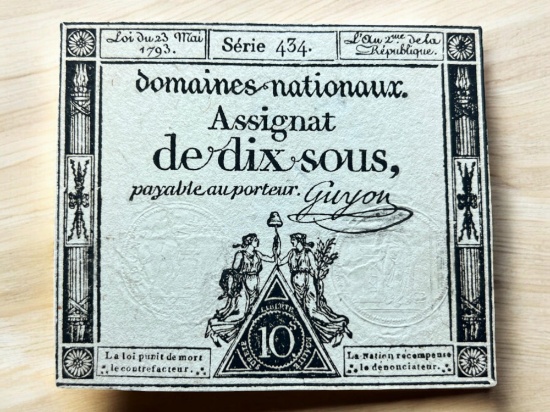 Loi du 23 Mai
1793.
Série 434.
L'An 2me de la
République.
domaines nationaux.
Assignat
de dix sous,
payable au porteur.
Guyon
10s
La loi punit de mort
le contrefacteur.
La Nation récompense
le dénonciateur.